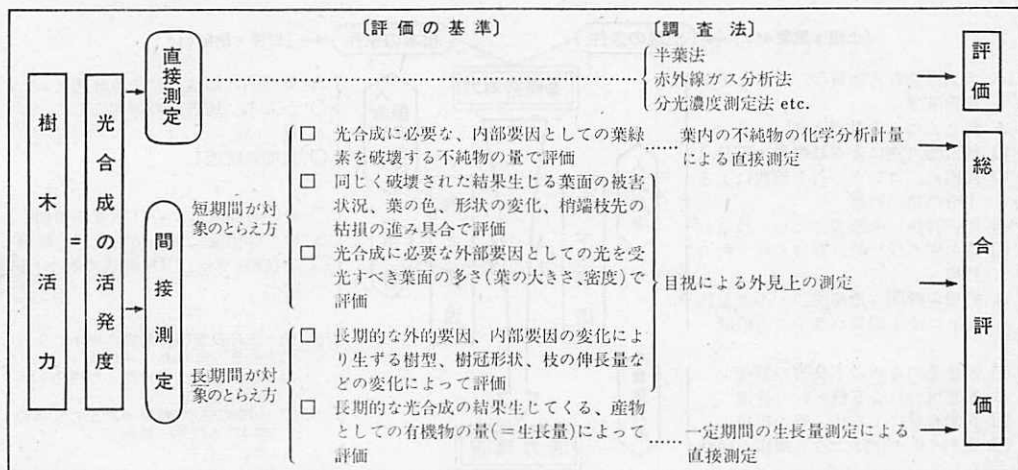 〔評価の基準〕
〔調査法〕
樹木活力
=
光合成の活発度
直接測定
半葉法
赤外線ガス分析法
分光濃度測定法 etc.
評価
間接測定
短期間が対
象のとらえ方
□ 光合成に必要な、内部要因としての葉緑
素を破壊する不純物の量で評価
……葉内の不純物の化学分析計量
による直接測定
□ 同じく破壊された結果生じる葉面の被害
状況、葉の色、形状の変化、梢端枝先の
枯損の進み具合で評価
□ 光合成に必要な外部要因としての光を受
光すべき葉面の多さ(葉の大きさ、密度)で
評価
目視による外見上の測定
長期間が対
象のとらえ方
□ 長期的な外的要因、内部要因の変化によ
り生ずる樹型、樹冠形状、枝の伸長量な
どの変化によって評価
□ 長期的な光合成の結果生してくる、産物
としての有機物の量(=生長量)によって
評価
……一定期間の生長量測定による
直接測定
総合評価